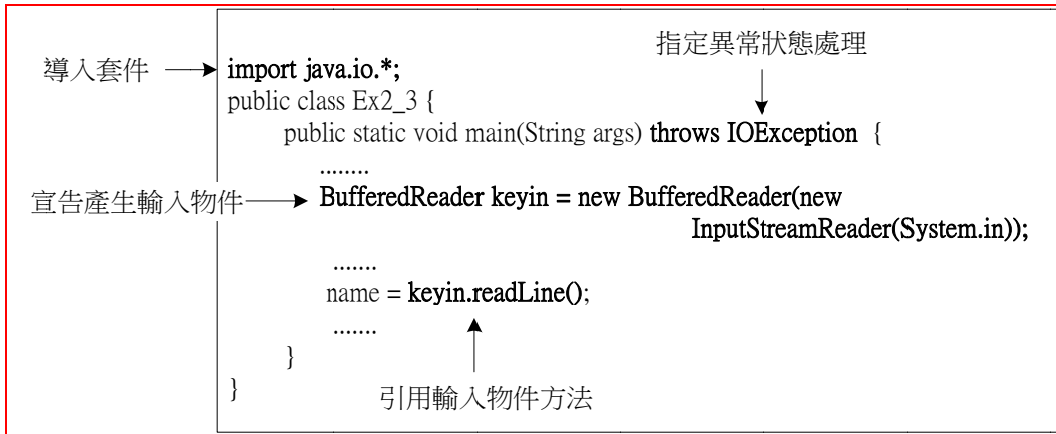 指定異常狀態處理
導入套件 import java.io.*;
public class Ex2_3 {
public static void main(String args) throws IOException {
........
宣告產生輸入物件 BufferedReader keyin = new BufferedReader(new
InputStreamReader(System.in));
.......
name = keyin.readLine();
.......
}
}
引用輸入物件方法